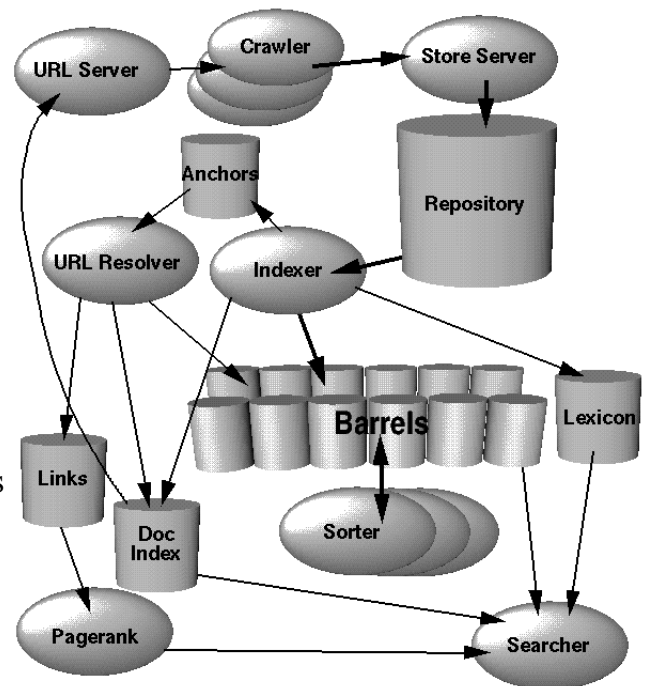 URL Server
Crawler
Store Server
Anchors
Repository
URL Resolver
Indexer
Barrels
Lexicon
s
Links
Doc
Index
Sorter
Pagerank
Searcher